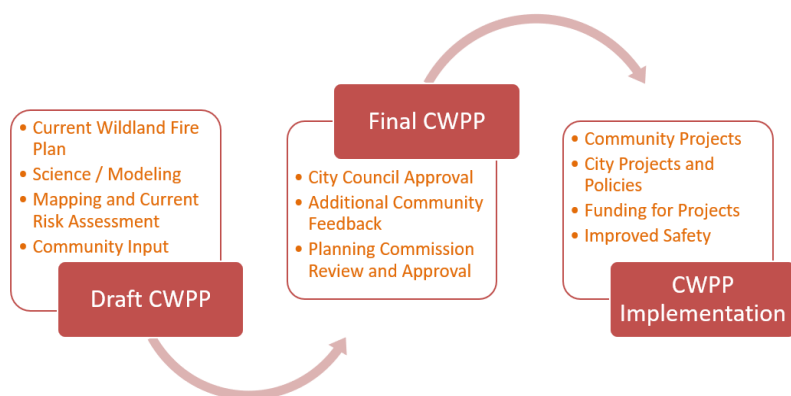 • Current Wildland Fire
Plan
• Science / Modeling
• Mapping and Current
Risk Assessment
• Community Input
Draft CWPP
Final CWPP
• City Council Approval
• Additional Community
Feedback
• Planning Commission
Review and Approval
• Community Projects
• City Projects and
Policies
• Funding for Projects
• Improved Safety
CWPP
Implementation